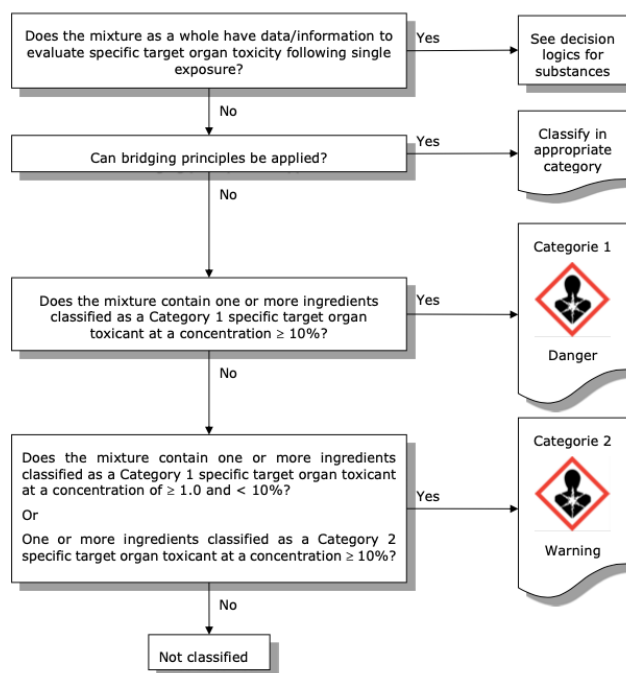 Does the mixture as a whole have data/information to
evaluate specific target organ toxicity following single
exposure?
Yes
See decision
logics for
substances
No
Can bridging principles be applied?
Yes
Classify in
appropriate
category
No
Does the mixture contain one or more ingredients
classified as a Category 1 specific target organ
toxicant at a concentration ≥ 10%?
Yes
Categorie 1
Danger
No
Does the mixture contain one or more ingredients
classified as a Category 1 specific target organ toxicant
at a concentration of ≥ 1.0 and < 10%?
Or
One or more ingredients classified as a Category 2
specific target organ toxicant at a concentration ≥ 10%?
Yes
Categorie 2
Warning
No
Not classified